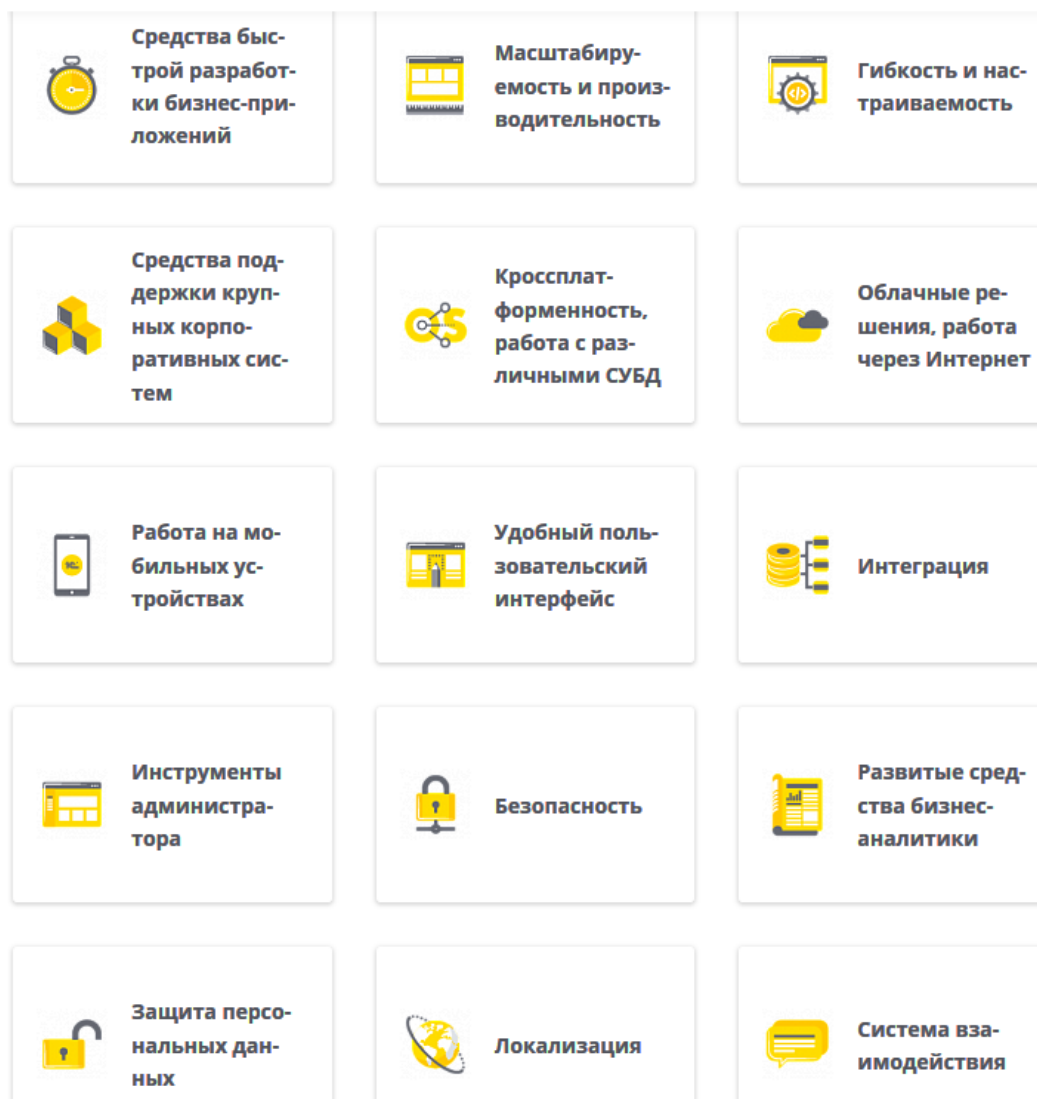 Средства быс-
трой разработ-
ки бизнес-при-
ложений
Масштабиру-
емость и произ-
водительность
Гибкость и нас-
траиваемость
Средства под-
держки круп-
ных корпо-
ративных сис-
тем
Кроссплат-
форменность,
работа с раз-
личными СУБД
Облачные ре-
шения, работа
через Интернет
Работа на мо-
бильных ус-
тройствах
Удобный поль-
зовательский
интерфейс
Интеграция
Инструменты
администра-
тора
Безопасность
Развитые сред-
ства бизнес-
аналитики
Защита персо-
нальных дан-
ных
Локализация
Система вза-
имодействия